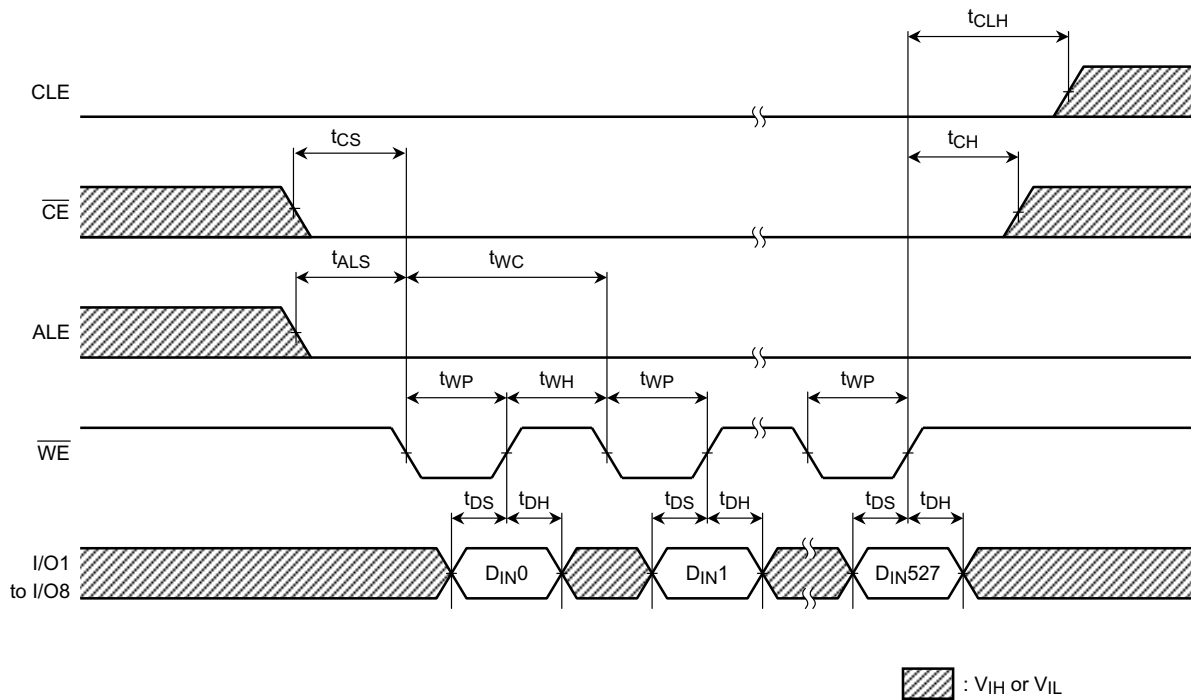 tCLH
CLE
tCS
tCH
CE
tALS
tWC
ALE
tWP
tWH
tWP
tWP
WE
tDS
tDH
tDS
tDH
tDS
tDH
I/O1
to I/O8
DIN0
DIN1
DIN527
: VIH or VIL